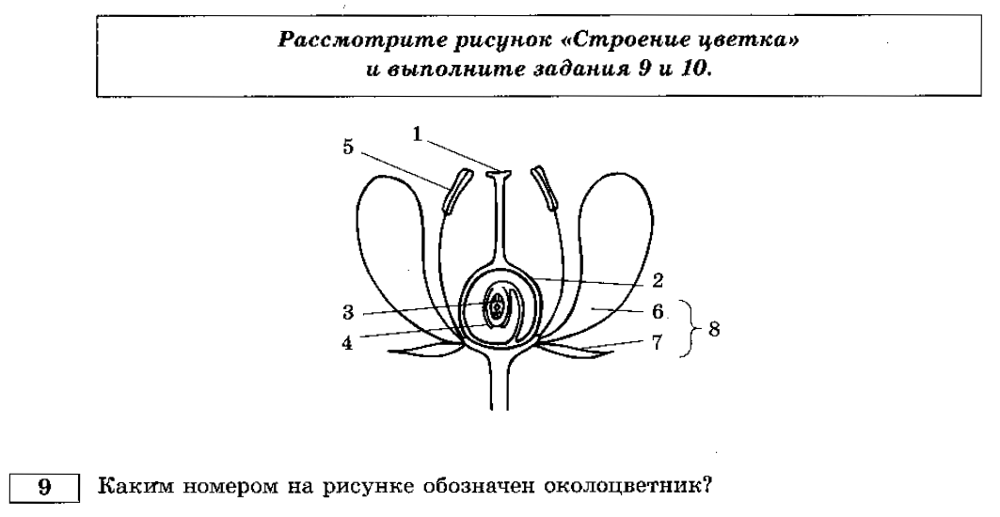 Рассмотрите рисунок «Строение цветка»
и выполните задания 9 и 10.
1
5
2
3
6
8
4
7
9 Каким номером на рисунке обозначен околоцветник?